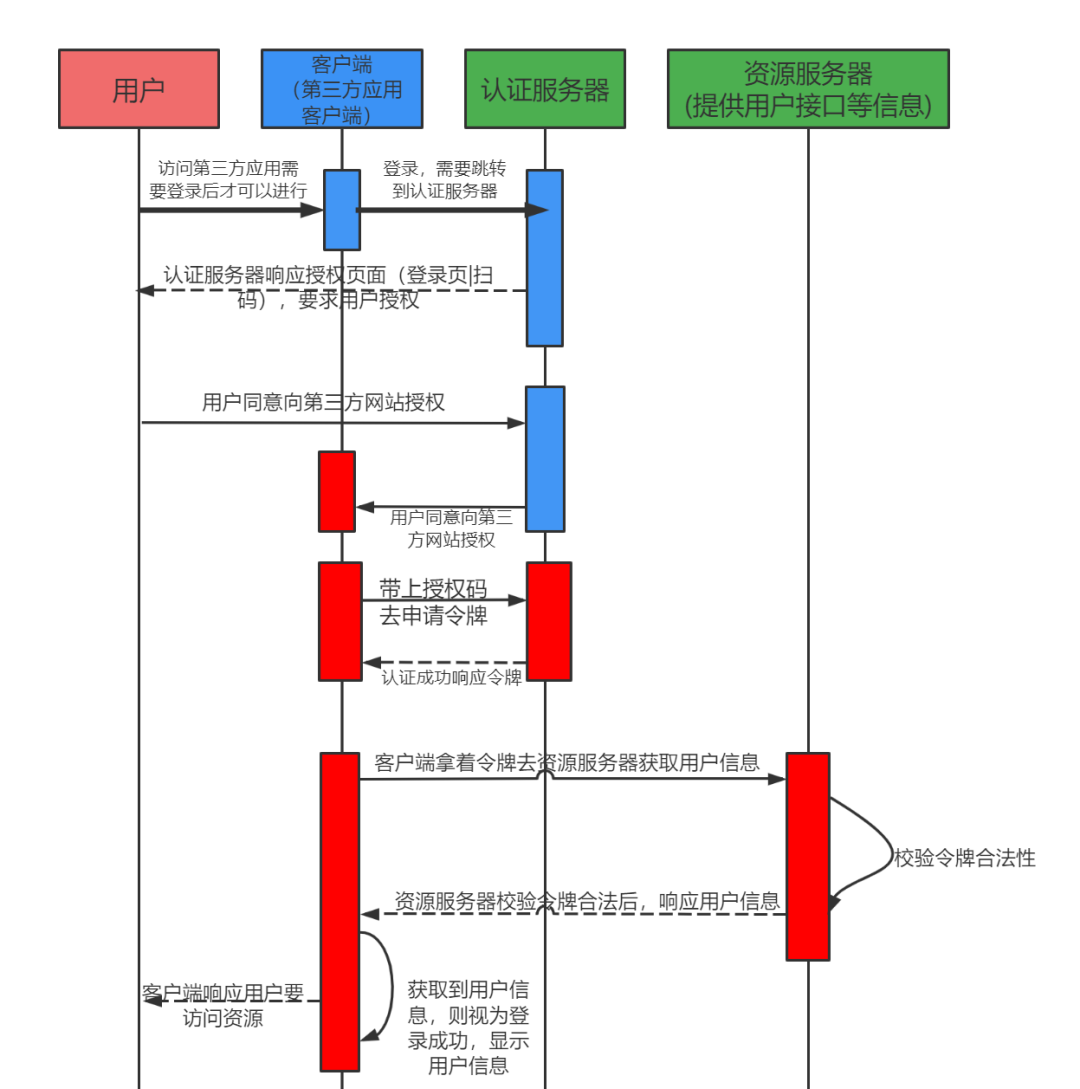 用户
客户端
（第三方应用
客户端）
认证服务器
资源服务器
(提供用户接口等信息)
访问第三方应用需
要登录后才可以进行
登录，需要跳转
到认证服务器
认证服务器响应授权页面（登录页|扫
码），要求用户授权
用户同意向第三方网站授权
用户同意向第三
方网站授权
带上授权码
去申请令牌
认证成功响应令牌
客户端拿着令牌去资源服务器获取用户信息
校验令牌合法性
资源服务器校验令牌合法后，响应用户信息
客户端响应用户要
访问资源
获取到用户信
息，则视为登
录成功，显示
用户信息